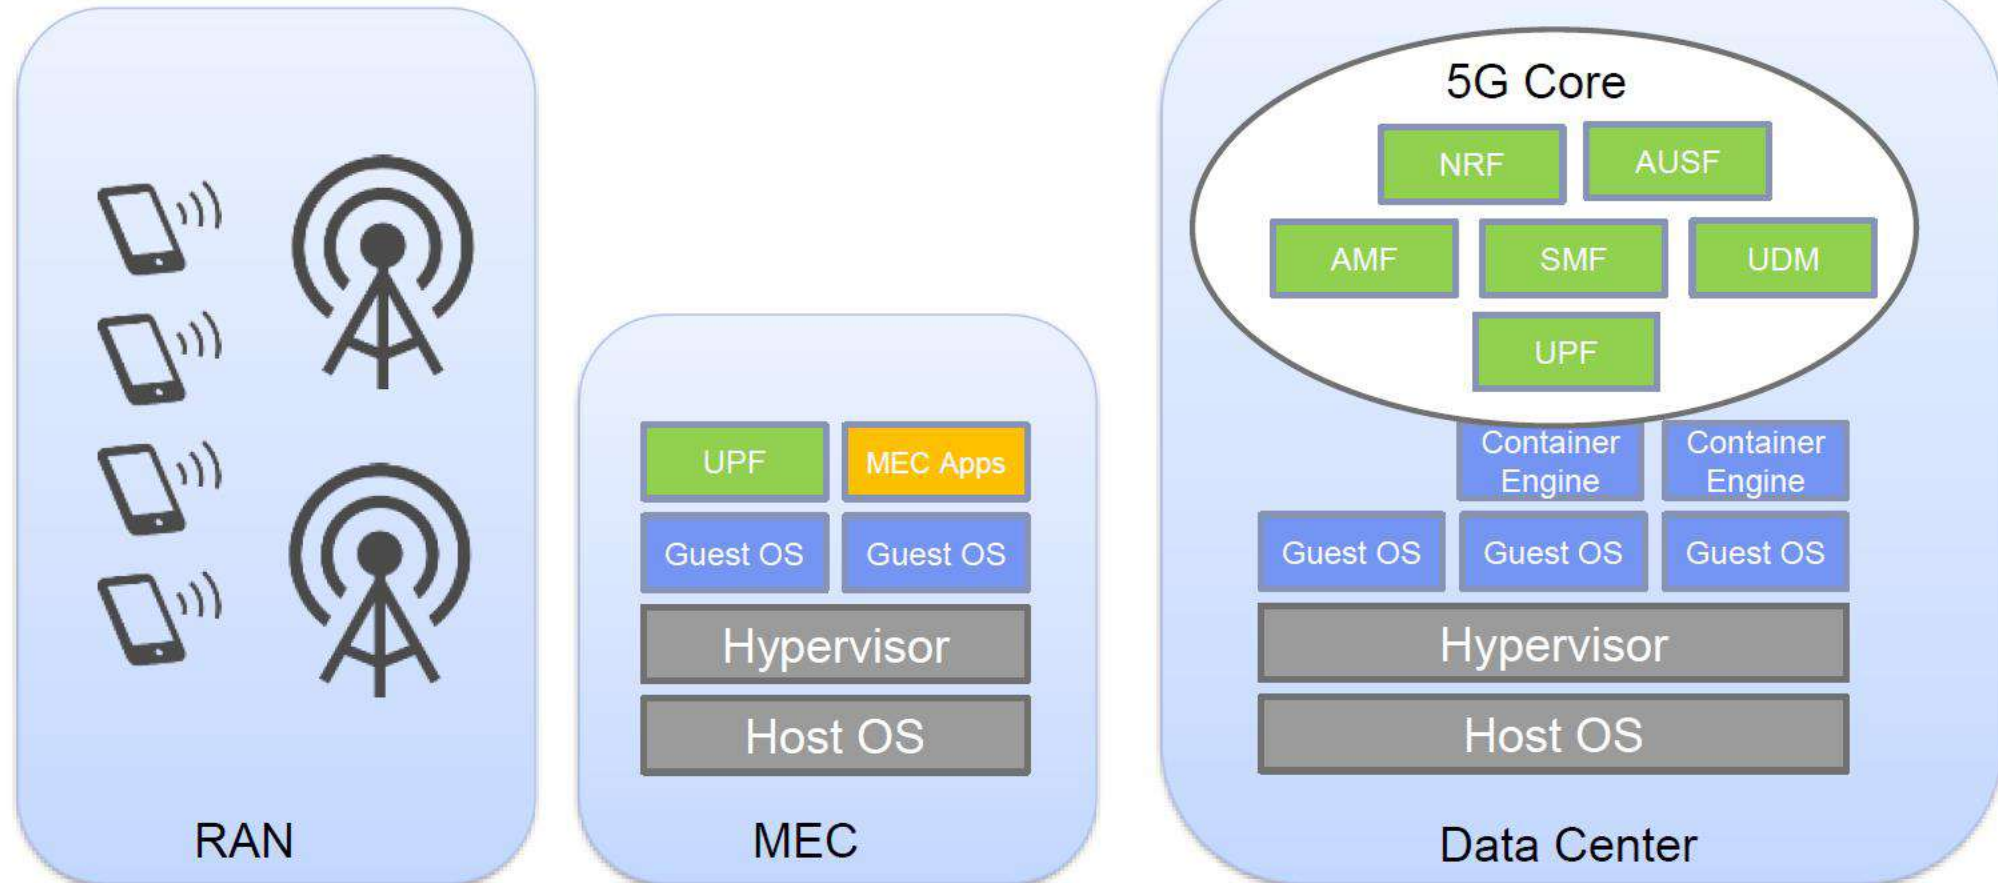 5G Core
NRF AUSF
AMF SMF UDM
UPF
UPF MEC Apps
Container Engine Container Engine
Guest OS Guest OS
Guest OS Guest OS Guest OS
Hypervisor
Hypervisor
Host OS
Host OS
RAN
MEC
Data Center